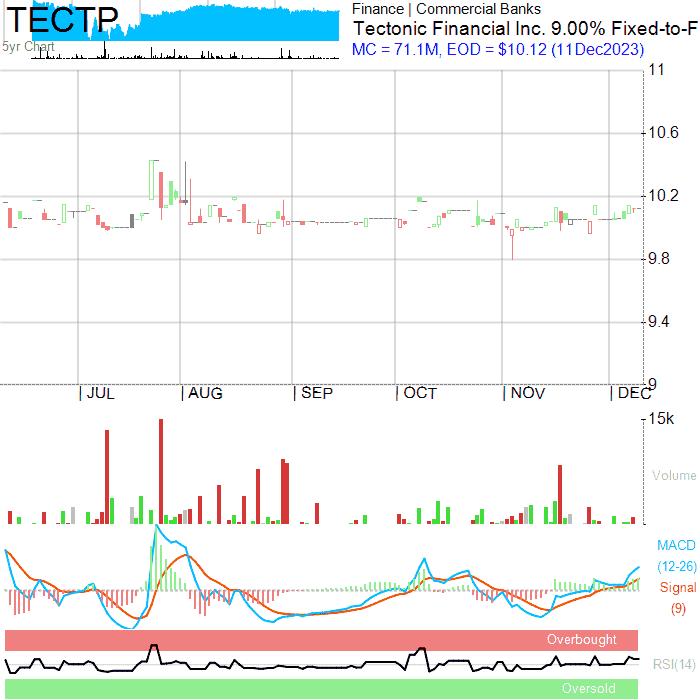 TECTP
5yr Chart
Finance | Commercial Banks
Tectonic Financial Inc. 9.00% Fixed-to-F
MC = 71.1M, EOD = $10.12 (11Dec2023)
11
10.6
10.2
9.8
9.4
9
JUL AUG SEP OCT NOV DEC
15k
Volume
MACD
(12-26)
Signal
(9)
Overbought
RSI(14)
Oversold